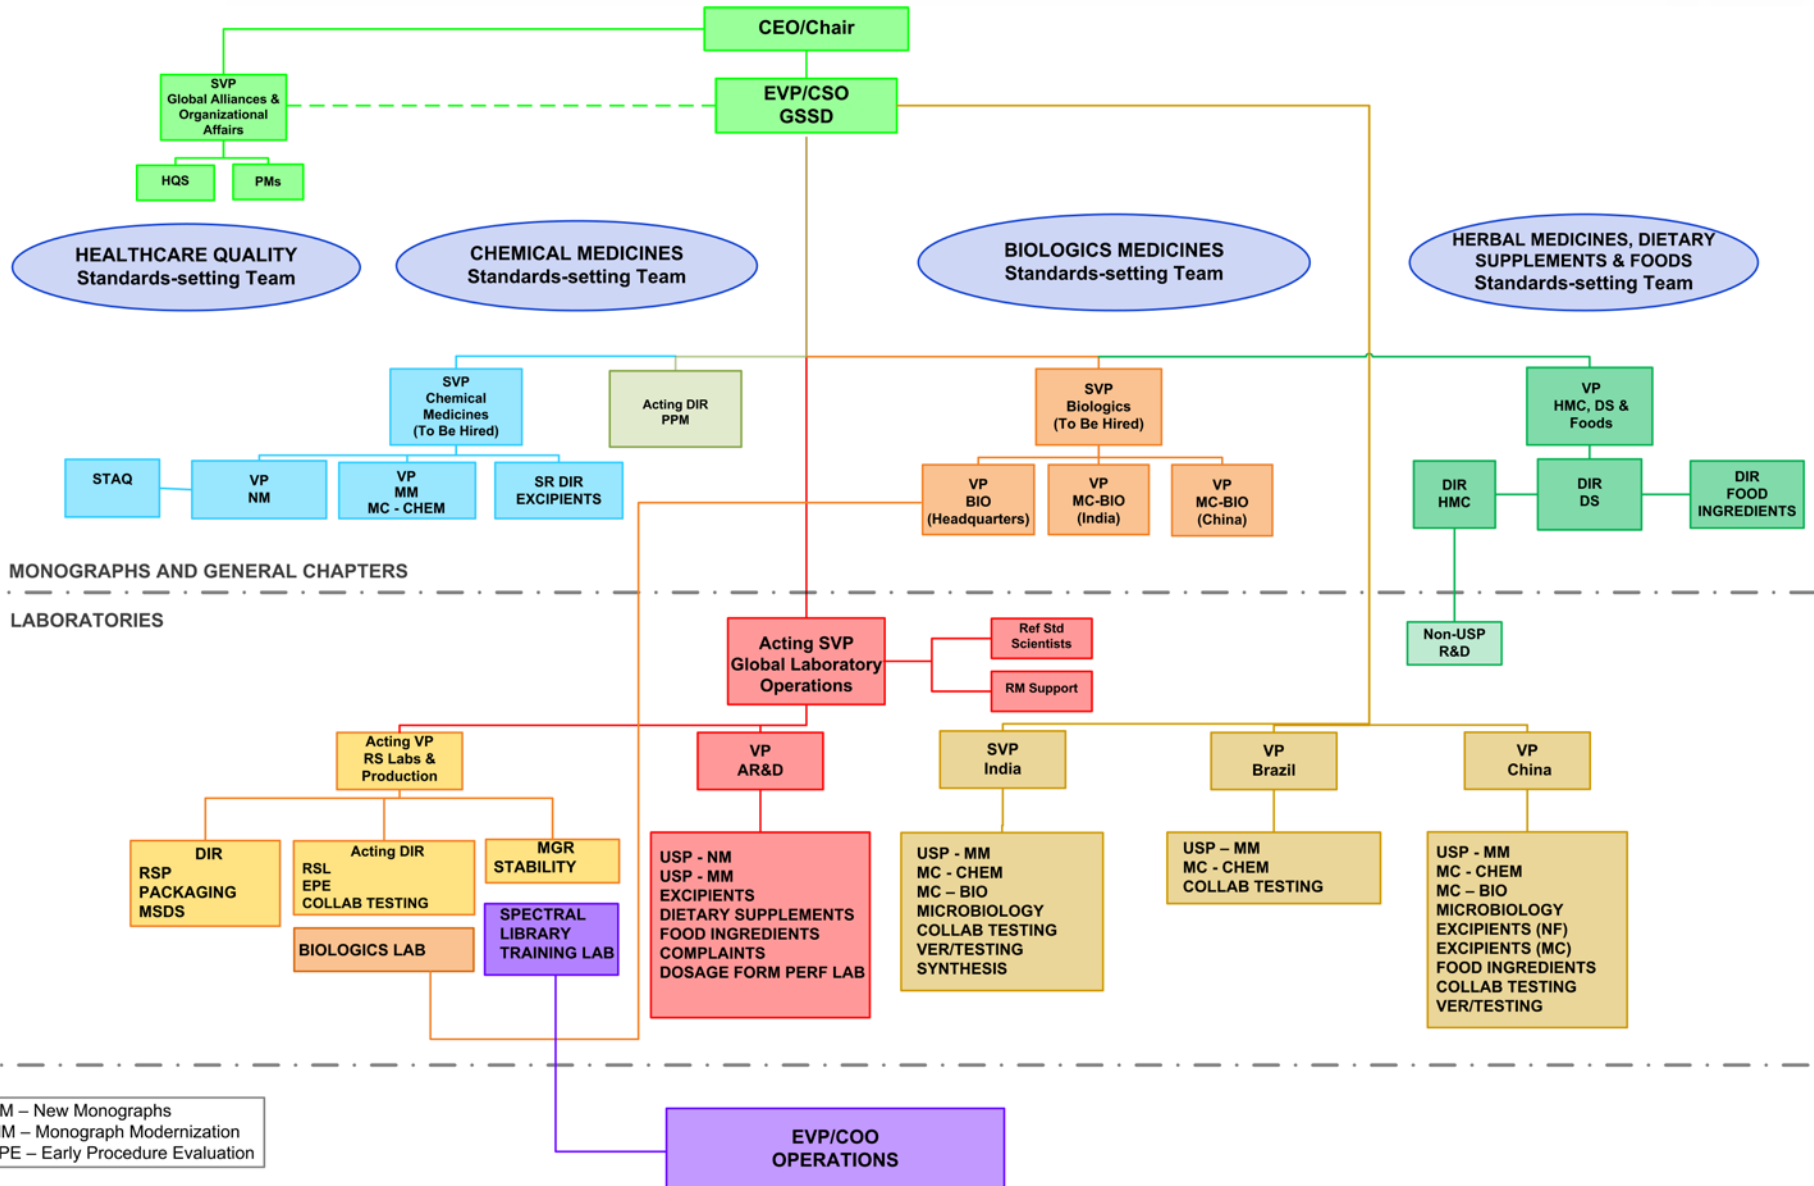 CEO/Chair
SVP
Global Alliances &
Organizational
Affairs
EVP/CSO
GSSD
HQS
PMs
HEALTHCARE QUALITY
Standards-setting Team
CHEMICAL MEDICINES
Standards-setting Team
BIOLOGICS MEDICINES
Standards-setting Team
HERBAL MEDICINES, DIETARY
SUPPLEMENTS & FOODS
Standards-setting Team
SVP
Chemical
Medicines
(To Be Hired)
Acting DIR
PPM
SVP
Biologics
(To Be Hired)
VP
HMC, DS &
Foods
STAQ
VP
NM
VP
MM
MC - CHEM
SR DIR
EXCIPIENTS
VP
BIO
(Headquarters)
VP
MC-BIO
(India)
VP
MC-BIO
(China)
DIR
HMC
DIR
DS
DIR
FOOD
INGREDIENTS
MONOGRAPHS AND GENERAL CHAPTERS
LABORATORIES
Acting SVP
Global Laboratory
Operations
Ref Std
Scientists
RM Support
Non-USP
R&D
Acting VP
RS Labs &
Production
VP
AR&D
SVP
India
VP
Brazil
VP
China
DIR
RSP
PACKAGING
MSDS
Acting DIR
RSL
EPE
COLLAB TESTING
MGR
STABILITY
BIOLOGICS LAB
SPECTRAL
LIBRARY
TRAINING LAB
USP - NM
USP - MM
EXCIPIENTS
DIETARY SUPPLEMENTS
FOOD INGREDIENTS
COMPLAINTS
DOSAGE FORM PERF LAB
USP - MM
MC - CHEM
MC – BIO
MICROBIOLOGY
COLLAB TESTING
VER/TESTING
SYNTHESIS
USP – MM
MC - CHEM
COLLAB TESTING
USP - MM
MC - CHEM
MC – BIO
MICROBIOLOGY
EXCIPIENTS (NF)
EXCIPIENTS (MC)
FOOD INGREDIENTS
COLLAB TESTING
VER/TESTING
M – New Monographs
M – Monograph Modernization
PE – Early Procedure Evaluation
EVP/COO
OPERATIONS